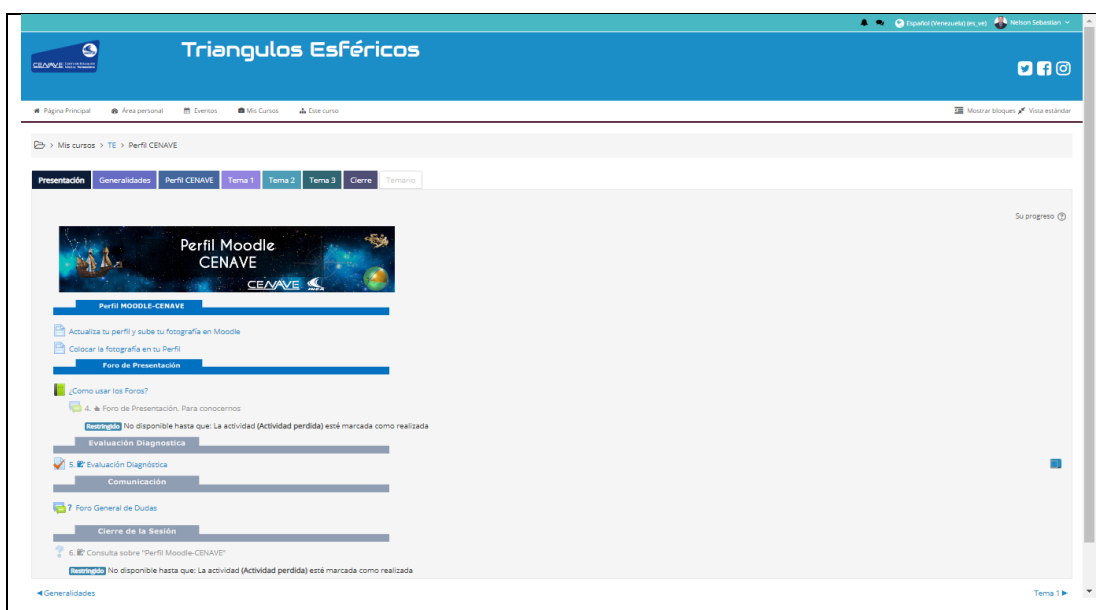 Español (Venezuela) (es_ve) Nelson Sebastian
CENAVE
Triangulos Esféricos
Página Principal Área personal Eventos Mis Cursos Este curso Mostrar bloques Vista estándar
> Mis cursos > TE > Perfil CENAVE
Presentación Generalidades Perfil CENAVE Tema 1 Tema 2 Tema 3 Cierre Temario
Su progreso
Perfil Moodle
CENAVE
CENAVE
Perfil MOODLE-CENAVE
Actualiza tu perfil y sube tu fotografía en Moodle
Colocar la fotografía en tu Perfil
Foro de Presentación
¿Como usar los Foros?
4. Foro de Presentación. Para conocernos
Restringido No disponible hasta que: La actividad (Actividad perdida) esté marcada como realizada
Evaluación Diagnostica
5. Evaluación Diagnóstica
Comunicación
? Foro General de Dudas
Cierre de la Sesión
6. Consulta sobre "Perfil Moodle-CENAVE"
Restringido No disponible hasta que: La actividad (Actividad perdida) esté marcada como realizada
◄ Generalidades Tema 1 ►